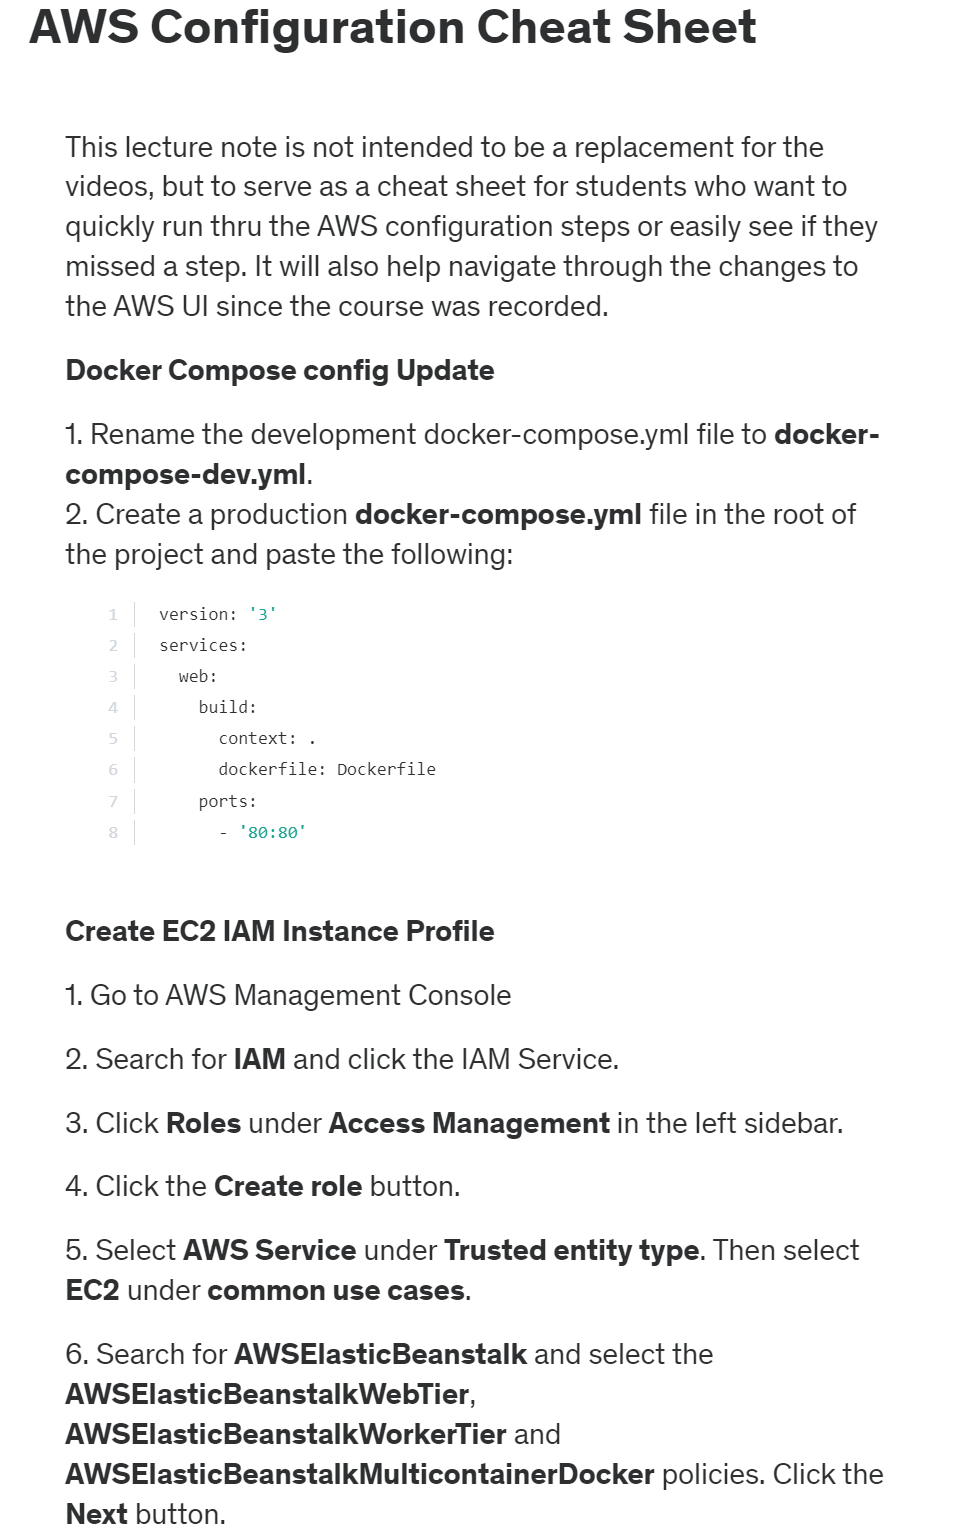 AWS Configuration Cheat Sheet
This lecture note is not intended to be a replacement for the
videos, but to serve as a cheat sheet for students who want to
quickly run thru the AWS configuration steps or easily see if they
missed a step. It will also help navigate through the changes to
the AWS UI since the course was recorded.
Docker Compose config Update
1. Rename the development docker-compose.yml file to docker-
compose-dev.yml.
2. Create a production docker-compose.yml file in the root of
the project and paste the following:
1 version: '3'
2 services:
3   web:
4     build:
5       context: .
6       dockerfile: Dockerfile
7     ports:
8       - '80:80'
Create EC2 IAM Instance Profile
1. Go to AWS Management Console
2. Search for IAM and click the IAM Service.
3. Click Roles under Access Management in the left sidebar.
4. Click the Create role button.
5. Select AWS Service under Trusted entity type. Then select
EC2 under common use cases.
6. Search for AWSElasticBeanstalk and select the
AWSElasticBeanstalkWebTier,
AWSElasticBeanstalkWorkerTier and
AWSElasticBeanstalkMulticontainerDocker policies. Click the
Next button.